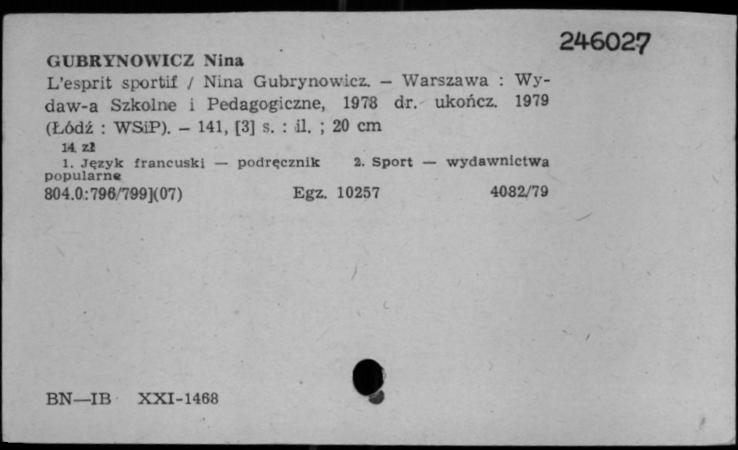 246027
GUBRYNOWICZ Nina
L'esprit sportif / Nina Gubrynowicz. — Warszawa : Wy-
daw-a Szkolne i Pedagogiczne, 1978 dr. ukończ. 1979
(Łódź : WSiP). — 141, [3] s. : il. ; 20 cm
14 zł
1. Język francuski — podręcznik 2. Sport — wydawnictwa
popularne
804.0:796/799](07) Egz. 10257 4082/79
BN—IB XXI-1468